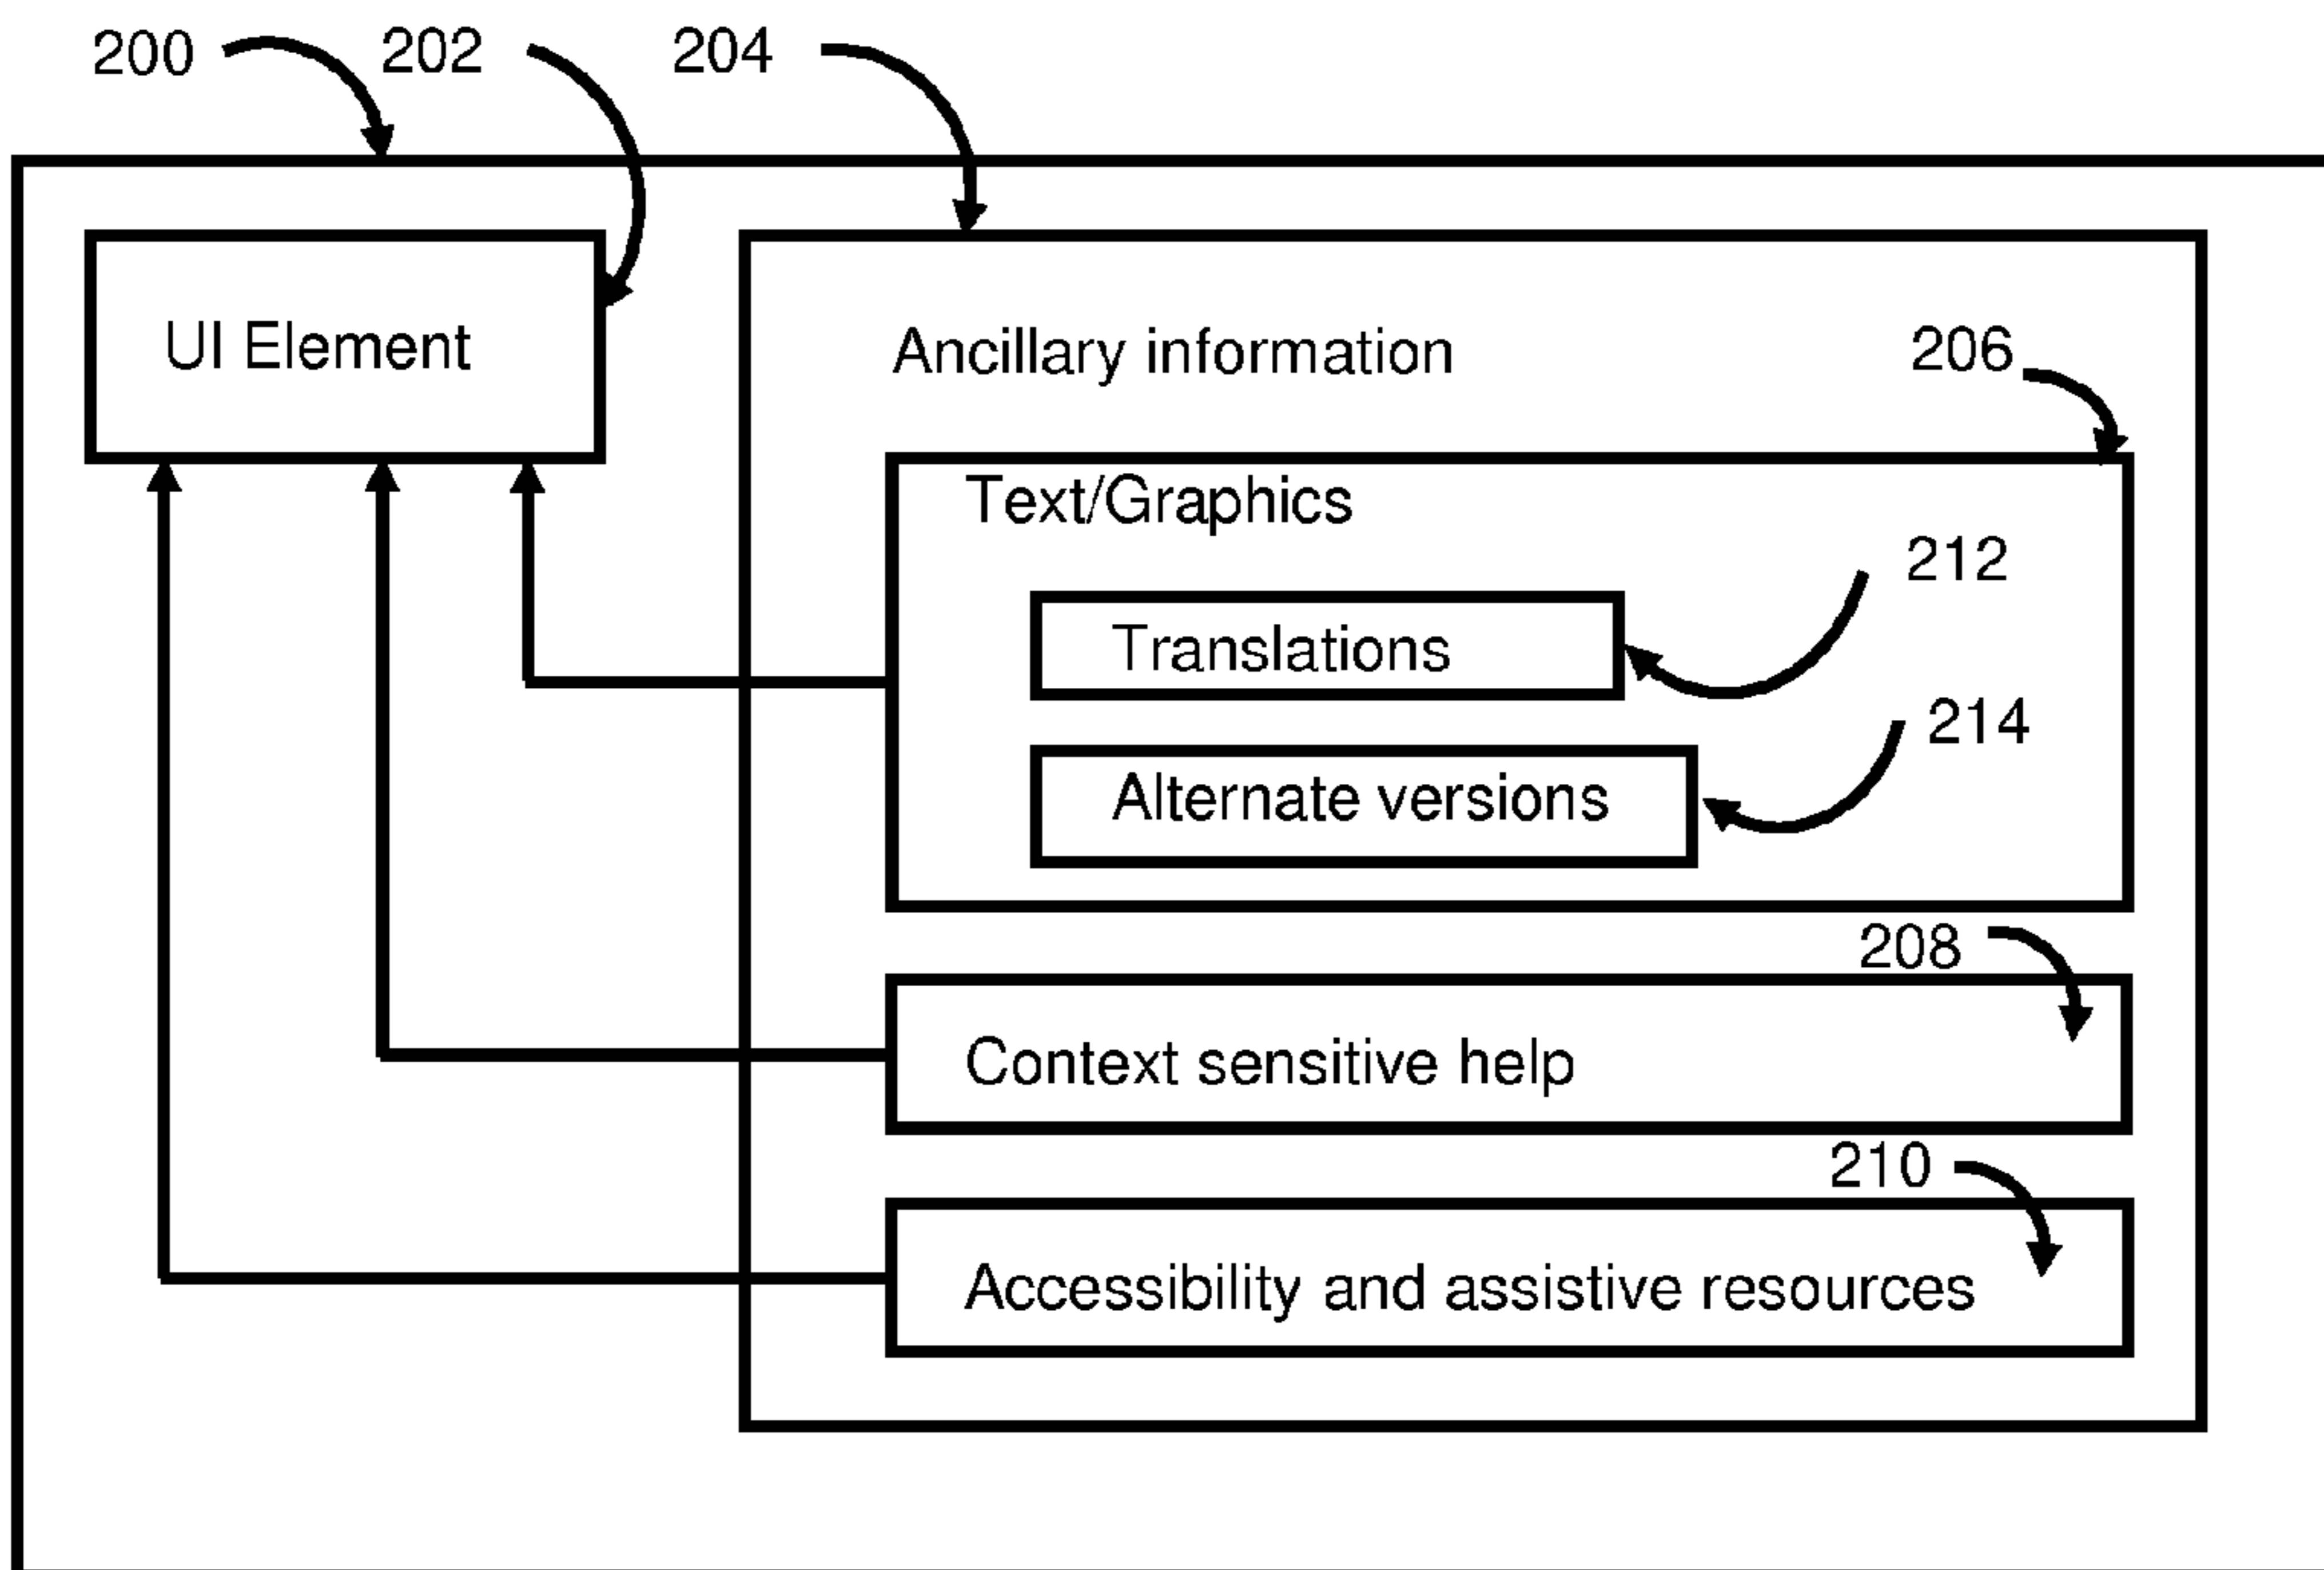 200 202 204
UI Element
Ancillary information
206
Text/Graphics
212
Translations
214
Alternate versions
208
Context sensitive help
210
Accessibility and assistive resources